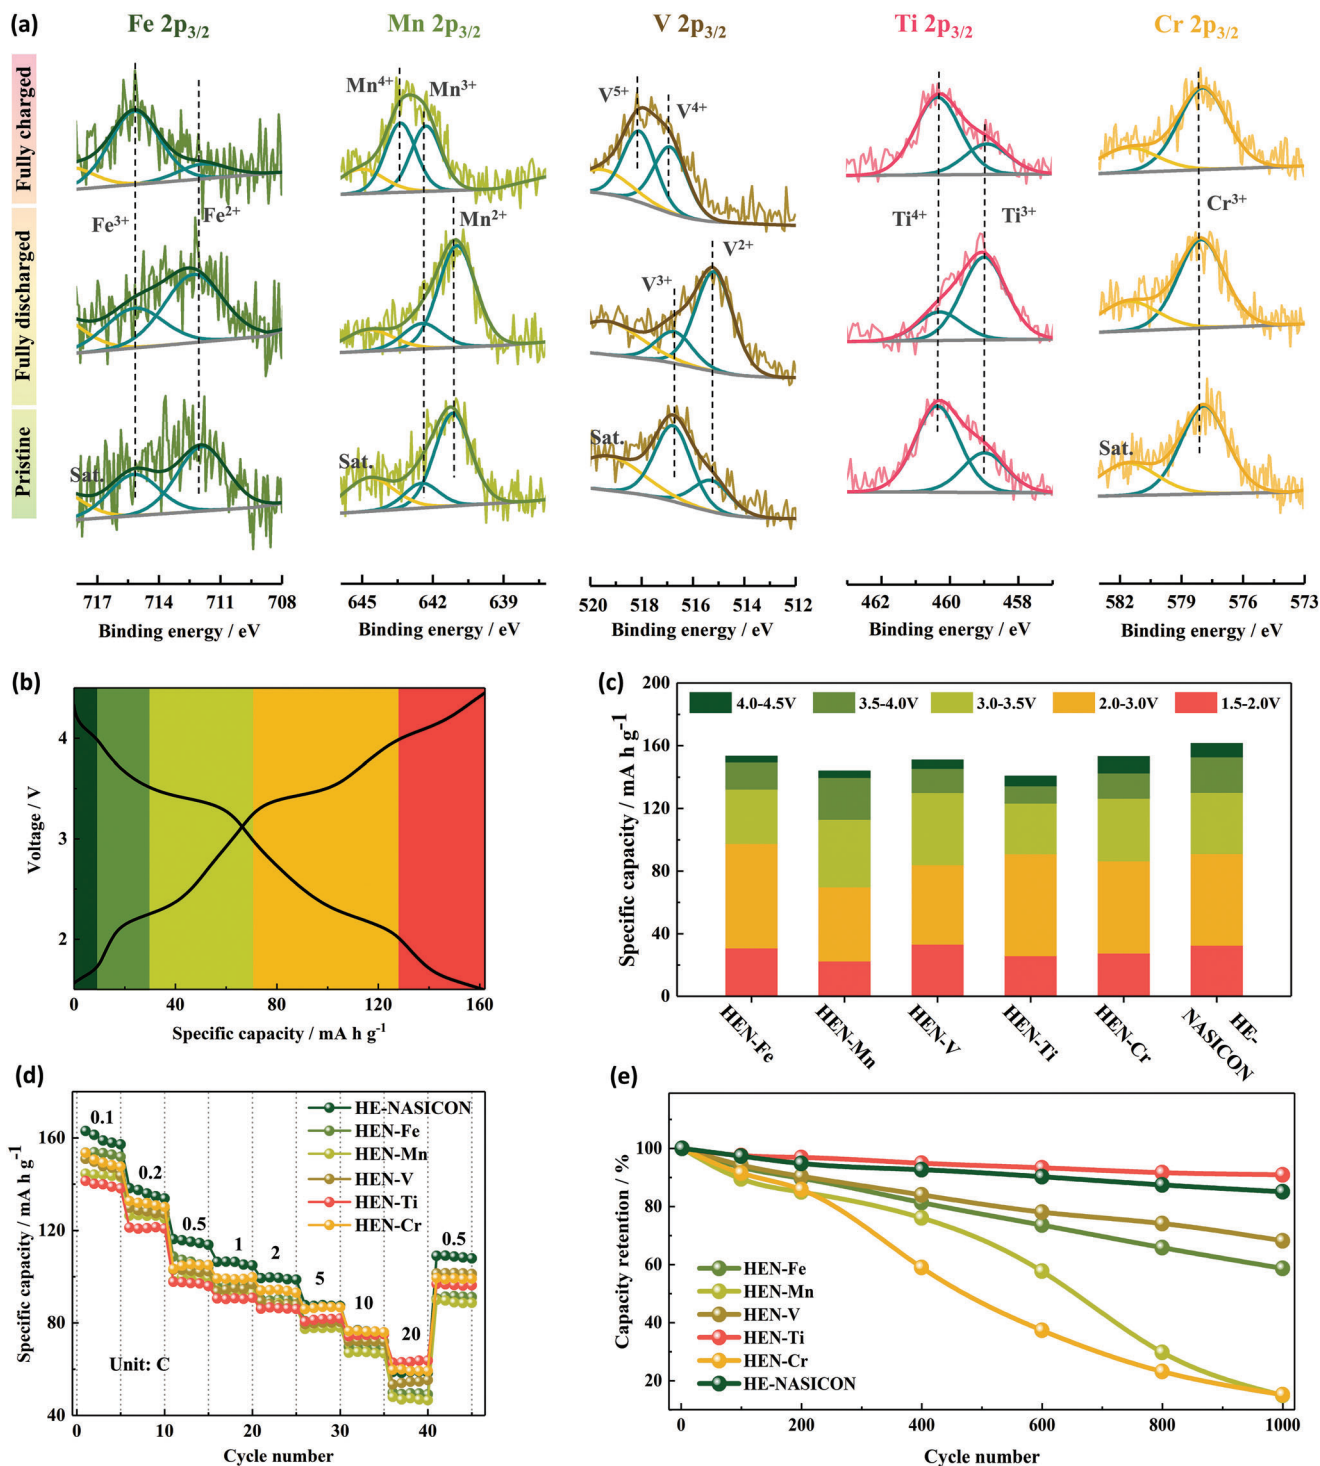 (a)
Fe 2p3/2 Mn 2p3/2 V 2p3/2 Ti 2p3/2 Cr 2p3/2
Fully charged
Mn4+ Mn3+
V5+ V4+
Fe3+ Fe2+
Mn2+
Ti4+ Ti3+
Cr3+
Fully discharged
V3+ V2+
Pristine
Sat. Sat. Sat. Sat.
717 714 711 708
645 642 639
520 518 516 514 512
462 460 458
582 579 576 573
Binding energy / eV Binding energy / eV Binding energy / eV Binding energy / eV Binding energy / eV
(b)
Voltage / V
4
3
2
0 40 80 120 160
Specific capacity / mA h g-1
(c)
Specific capacity / mA h g-1
200
160
120
80
40
0
4.0-4.5V 3.5-4.0V 3.0-3.5V 2.0-3.0V 1.5-2.0V
HEN-Fe
HEN-Mn
HEN-V
HEN-Ti
HEN-Cr
HE-
NASICON
(d)
Specific capacity / mA h g-1
160
120
80
40
0.1
0.2
0.5
1
2
5
10
20
0.5
HE-NASICON
HEN-Fe
HEN-Mn
HEN-V
HEN-Ti
HEN-Cr
Unit: C
0 10 20 30 40
Cycle number
(e)
Capacity retention / %
100
80
60
40
20
HEN-Fe
HEN-Mn
HEN-V
HEN-Ti
HEN-Cr
HE-NASICON
0 200 400 600 800 1000
Cycle number